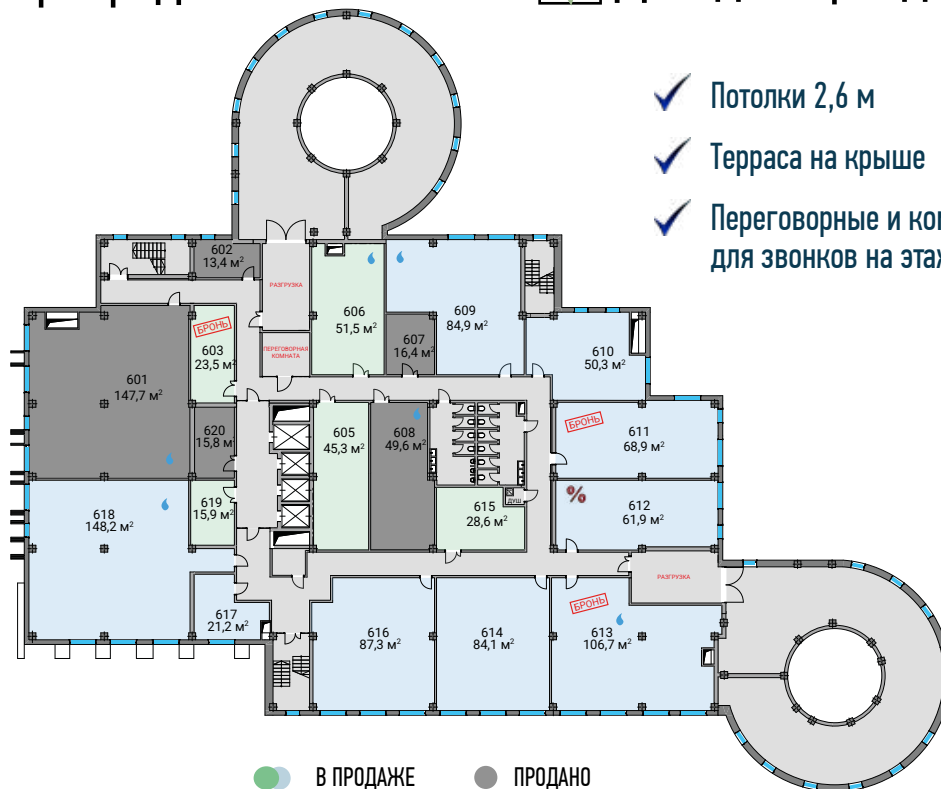 Потолки 2,6 м
Терраса на крыше
Переговорные и ко
для звонков на эта
602
13,4 м²
РАЗГРУЗКА
606
51,5 м²
609
84,9 м²
607
16,4 м²
610
50,3 м²
БРОНЬ
603
23,5 м²
ПЕРЕГОВОРНАЯ
КОМНАТА
601
147,7 м²
620
15,8 м²
605
45,3 м²
608
49,6 м²
БРОНЬ
611
68,9 м²
%
612
61,9 м²
619
15,9 м²
618
148,2 м²
615
28,6 м²
ДУШ
РАЗГРУЗКА
617
21,2 м²
616
87,3 м²
614
84,1 м²
БРОНЬ
613
106,7 м²
В ПРОДАЖЕ
ПРОДАНО